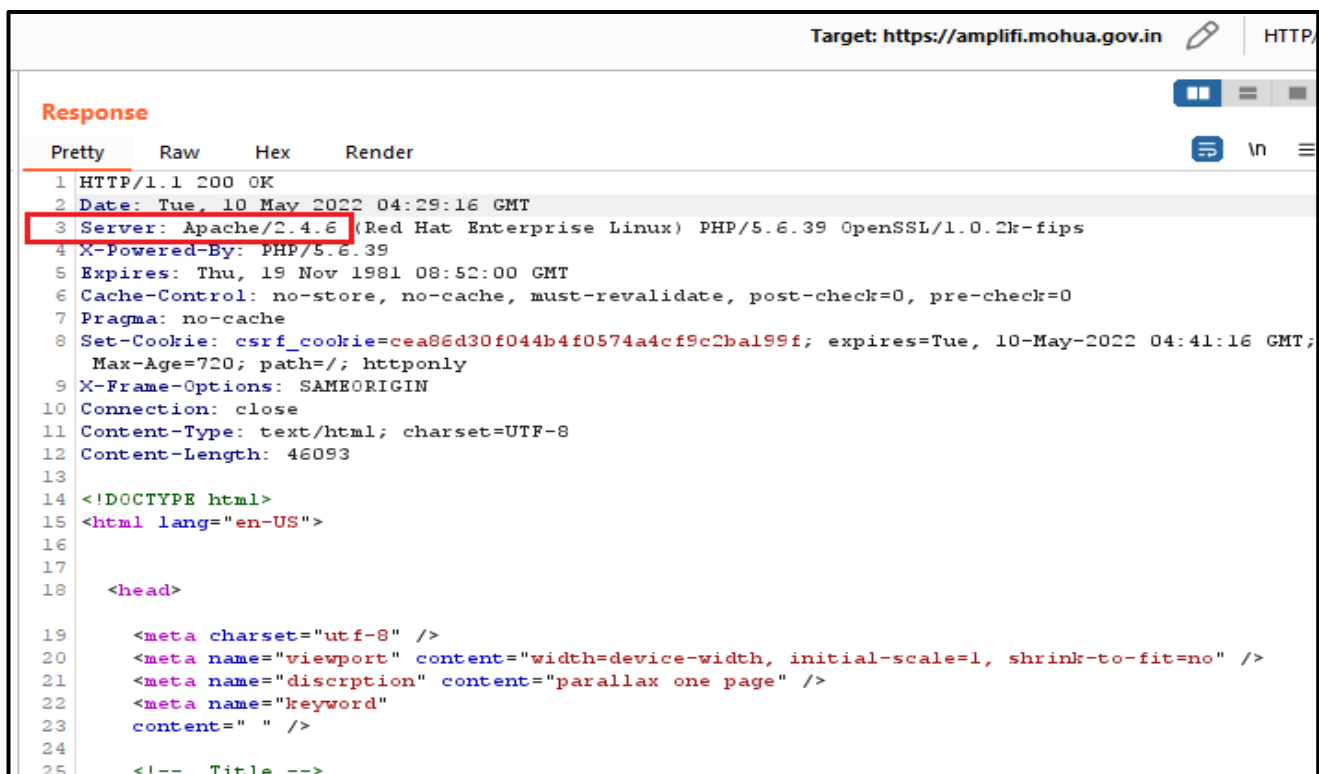 Target: https://amplifi.mohua.gov.in HTTP/
Response
Pretty Raw Hex Render \n
1 HTTP/1.1 200 OK
2 Date: Tue, 10 May 2022 04:29:16 GMT
3 Server: Apache/2.4.6 (Red Hat Enterprise Linux) PHP/5.6.39 OpenSSL/1.0.2k-fips
4 X-Powered-By: PHP/5.6.39
5 Expires: Thu, 19 Nov 1981 08:52:00 GMT
6 Cache-Control: no-store, no-cache, must-revalidate, post-check=0, pre-check=0
7 Pragma: no-cache
8 Set-Cookie: csrf_cookie=cea86d30f044b4f0574a4cf9c2ba199f; expires=Tue, 10-May-2022 04:41:16 GMT;
Max-Age=720; path=/; httponly
9 X-Frame-Options: SAMEORIGIN
10 Connection: close
11 Content-Type: text/html; charset=UTF-8
12 Content-Length: 46093
13
14 <!DOCTYPE html>
15 <html lang="en-US">
16
17
18 <head>
19 <meta charset="utf-8" />
20 <meta name="viewport" content="width=device-width, initial-scale=1, shrink-to-fit=no" />
21 <meta name="discrption" content="parallax one page" />
22 <meta name="keyword"
23 content=" " />
24
25 <!-- Title -->